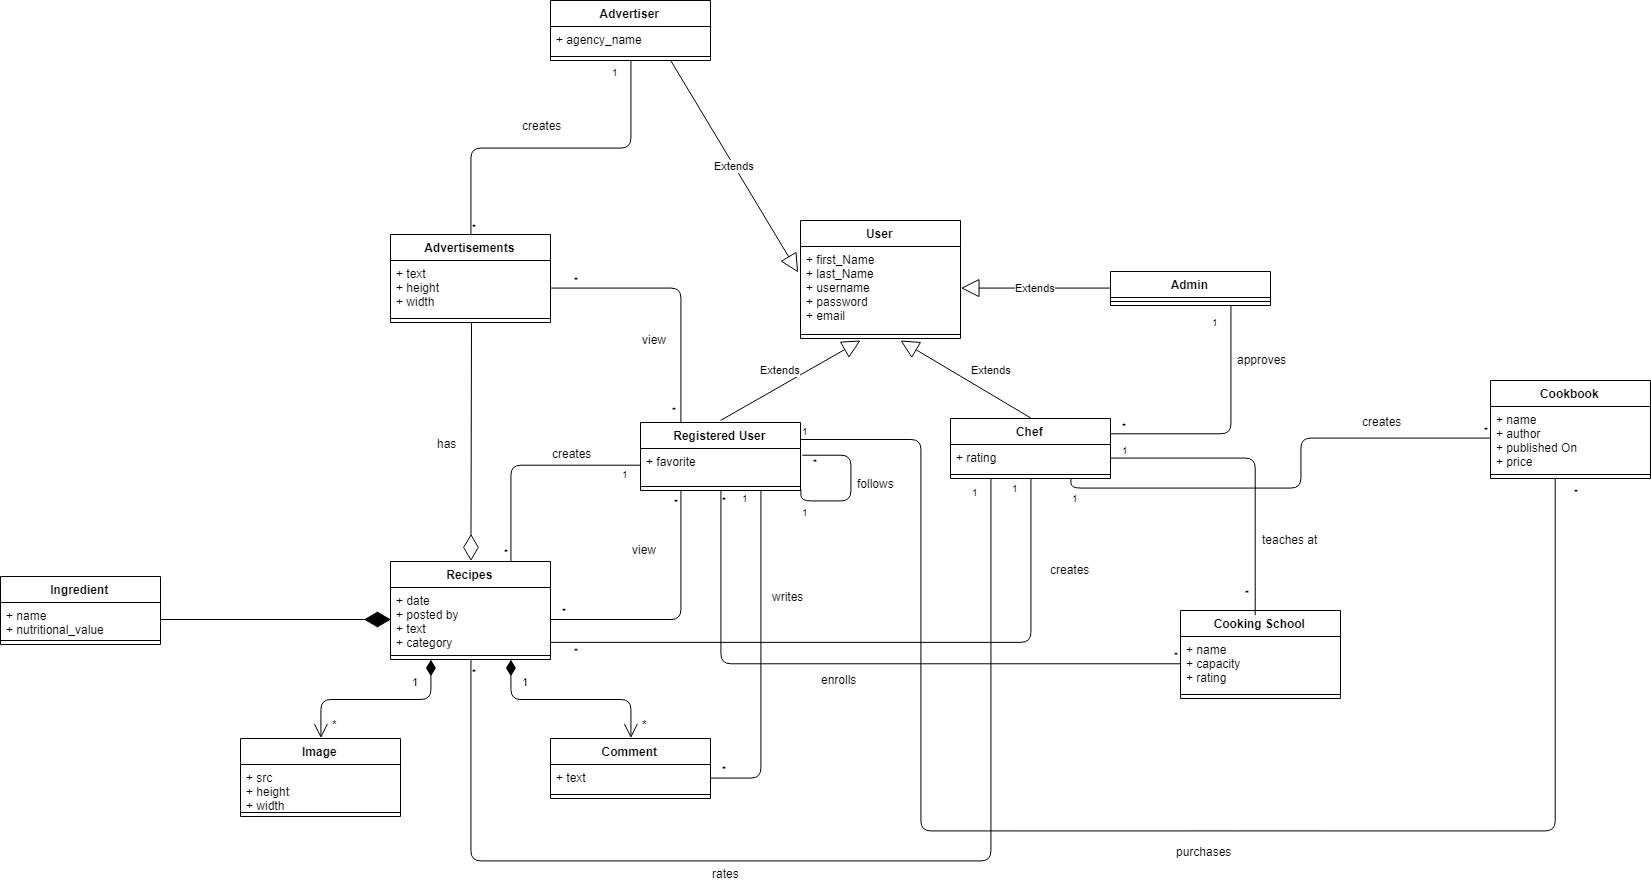 Advertiser
+ agency_name
1
creates
*
Extends
Advertisements
+ text
+ height
+ width
*
view
*
User
+ first_Name
+ last_Name
+ username
+ password
+ email
Extends
Admin
1
approves
*
Extends
Extends
has
creates
1
*
Registered User
+ favorite
1
*
follows
1
Chef
+ rating
1
creates
*
Cookbook
+ name
+ author
+ published On
+ price
*
1
1
1
*
*
1
view
*
writes
creates
*
teaches at
*
Ingredient
+ name
+ nutritional_value
Recipes
+ date
+ posted by
+ text
+ category
Cooking School
+ name
+ capacity
+ rating
*
enrolls
1
*
1
*
*
Image
+ src
+ height
+ width
Comment
+ text
*
purchases
rates